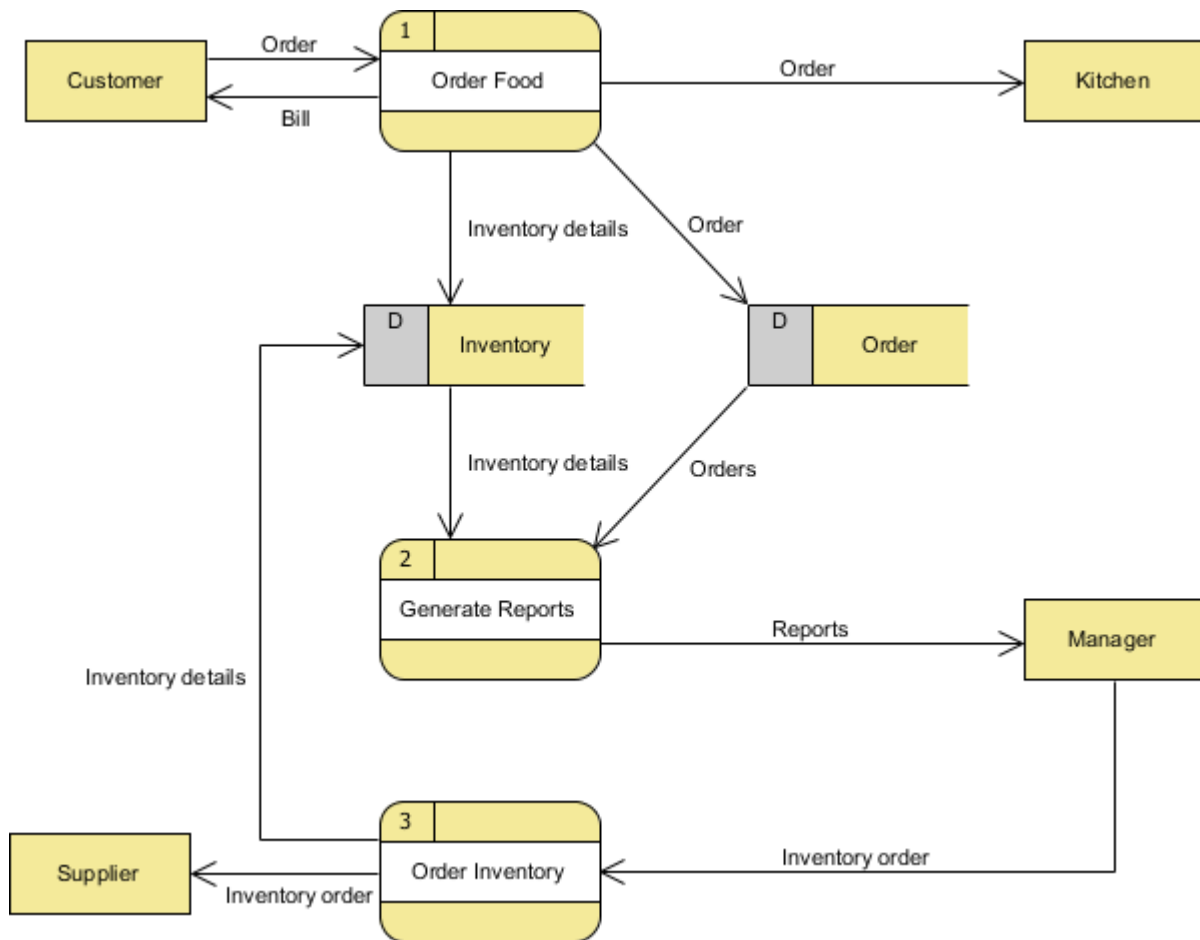 1
Order
Customer
Order Food
Order
Kitchen
Bill
Inventory details
Order
D
Inventory
D
Order
Inventory details
Orders
2
Generate Reports
Reports
Manager
Inventory details
3
Order Inventory
Inventory order
Supplier
Inventory order